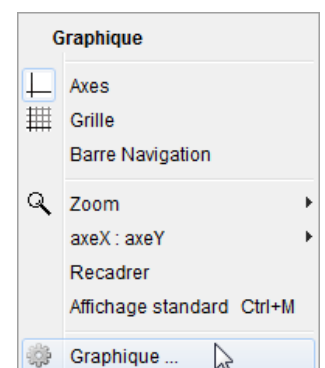 Graphique
Axes
Grille
Barre Navigation
Zoom
axeX : axeY
Recadrer
Affichage standard Ctrl+M
Graphique ...